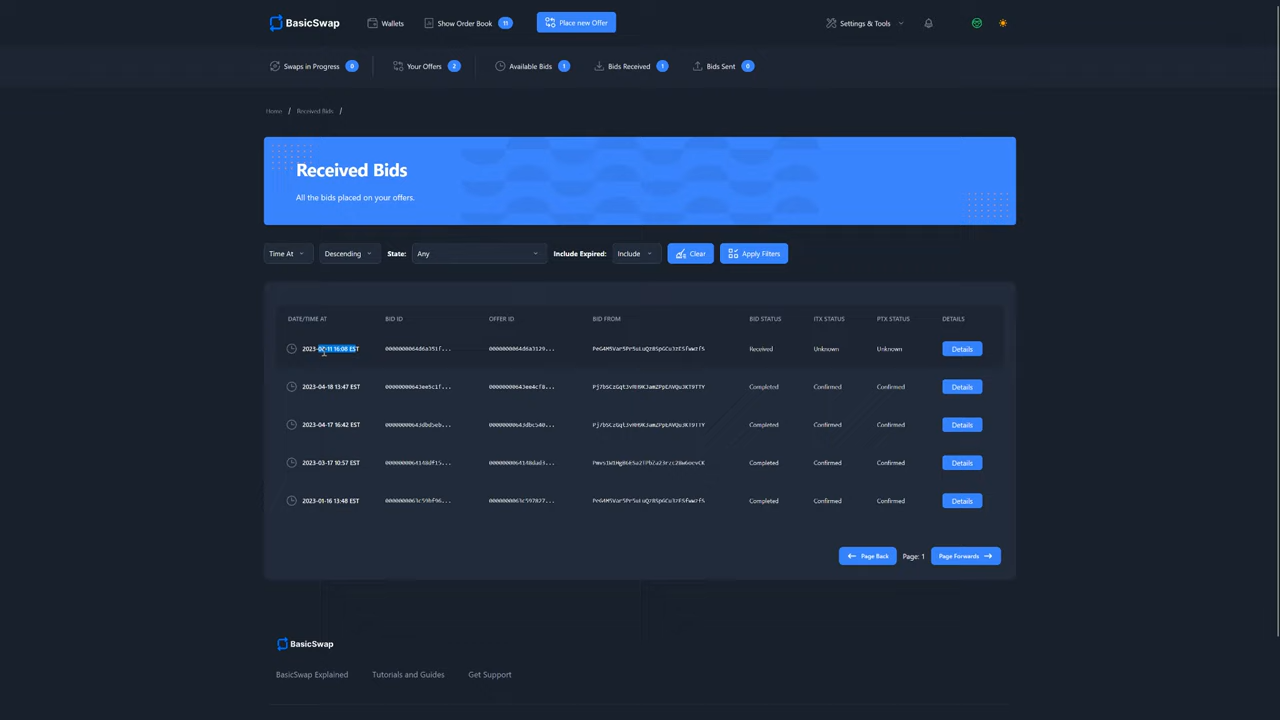 BasicSwap
Wallets
Show Order Book 11
Place new Offer
Settings & Tools
Swaps in Progress 0
Your Offers 2
Available Bids 1
Bids Received 1
Bids Sent 0
Home / Received Bids /
Received Bids
All the bids placed on your offers.
Time At
Descending
State: Any
Include Expired: Include
Clear
Apply Filters
DATE/TIME AT BID ID OFFER ID BID FROM BID STATUS ITX STATUS PTX STATUS DETAILS
16:08 EST Received Unknown Unknown Details
2023-04-18 13:47 EST Completed Confirmed Confirmed Details
2023-04-17 16:42 EST Completed Confirmed Confirmed Details
2023-03-17 10:57 EST Completed Confirmed Confirmed Details
2023-01-16 13:48 EST Completed Confirmed Confirmed Details
Page Back Page: 1 Page Forwards
BasicSwap
BasicSwap Explained Tutorials and Guides Get Support